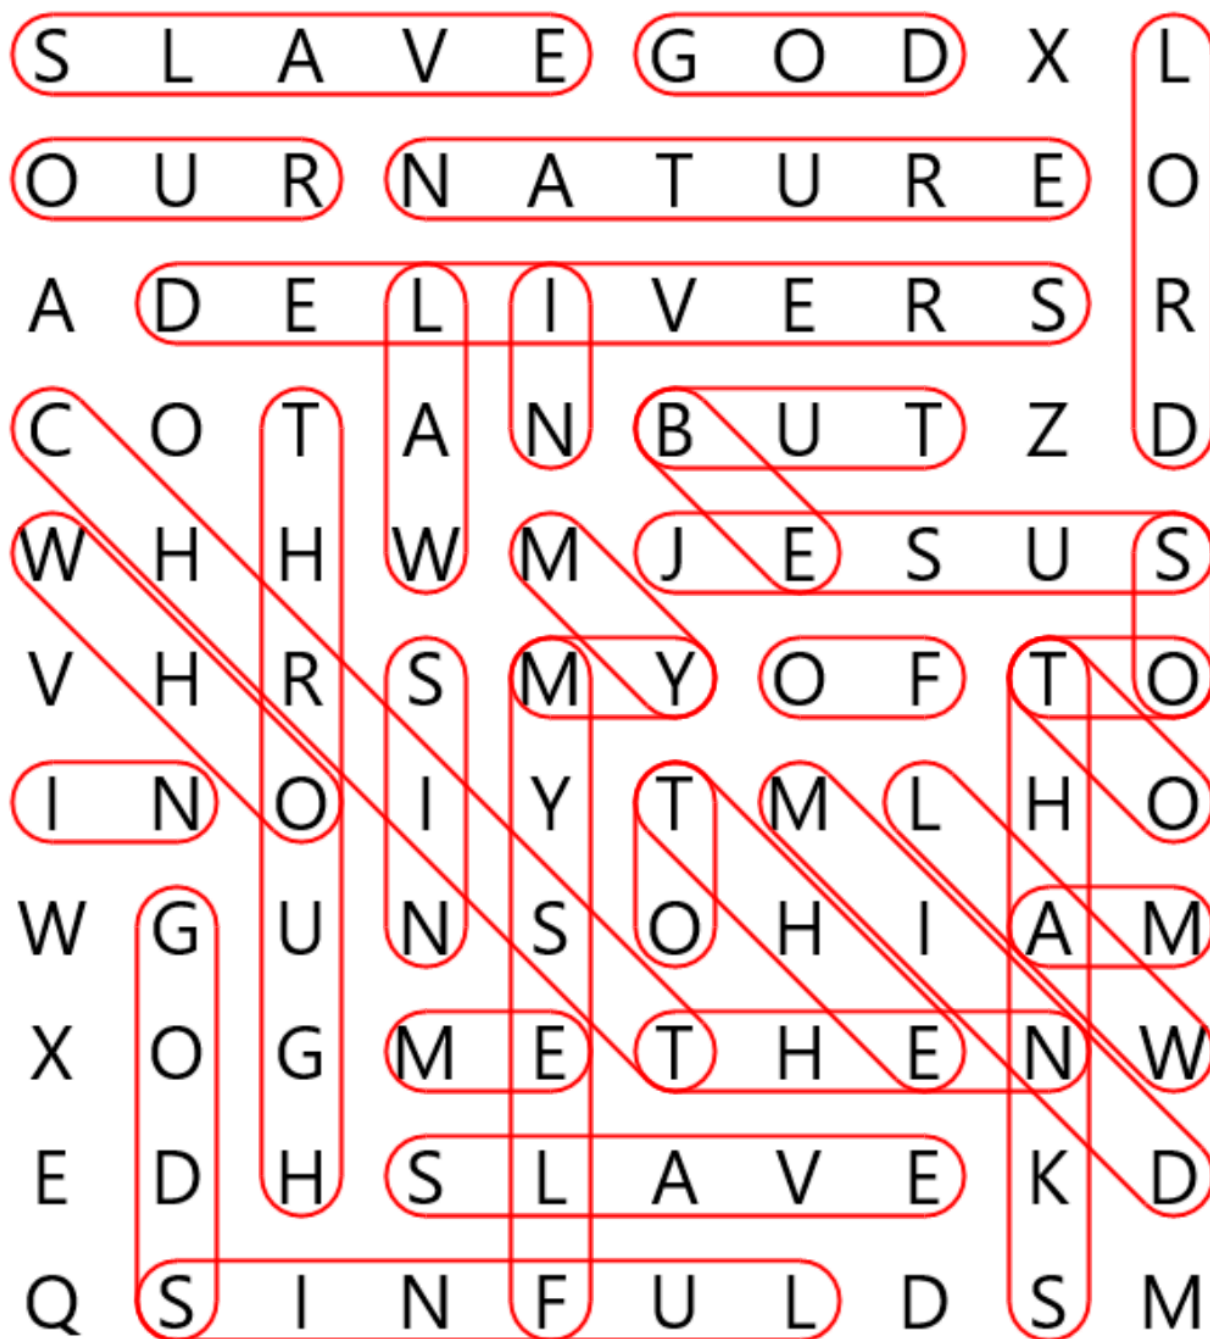 S L A V E G O D X L
O U R N A T U R E O
A D E L I V E R S R
C O T A N B U T Z D
W H H W M J E S U S
V H R S M Y O F T O
I N O I Y T M L H O
W G U N S O H I A M
X O G M E T H E N W
E D H S L A V E K D
Q S I N F U L D S M